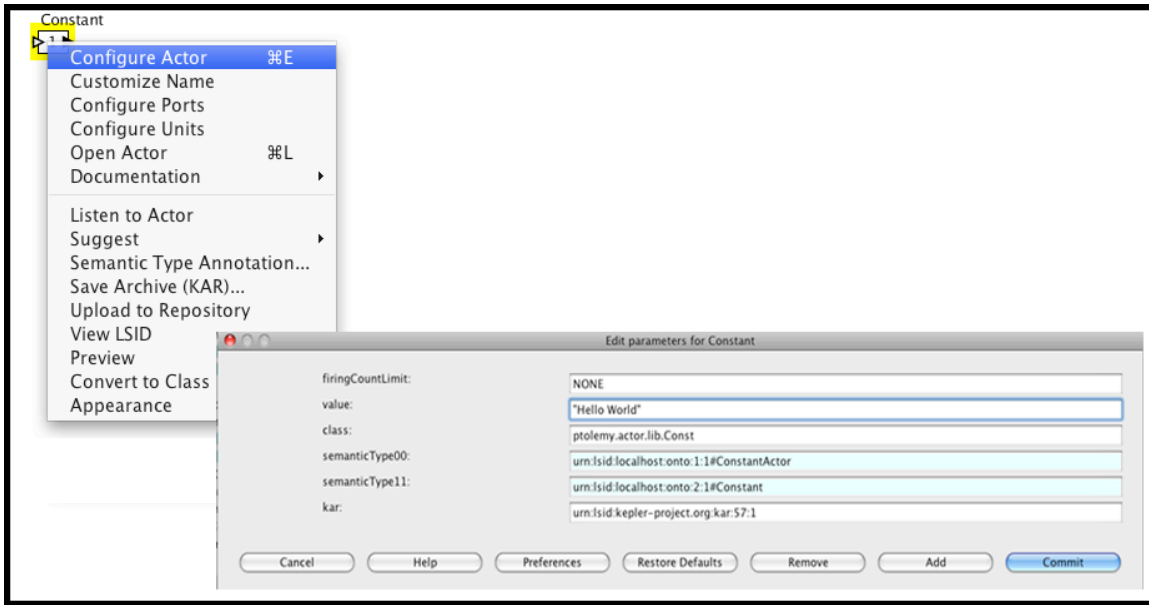 Constant
1
Configure Actor ⌘E
Customize Name
Configure Ports
Configure Units
Open Actor ⌘L
Documentation
Listen to Actor
Suggest
Semantic Type Annotation...
Save Archive (KAR)...
Upload to Repository
View LSID
Preview
Convert to Class
Appearance
Edit parameters for Constant
firingCountLimit: NONE
value: "Hello World"
class: ptolemy.actor.lib.Const
semanticType00: urn:lsid:localhost:onto:1:1#ConstantActor
semanticType11: urn:lsid:localhost:onto:2:1#Constant
kar: urn:lsid:kepler-project.org:kar:57:1
Cancel Help Preferences Restore Defaults Remove Add Commit